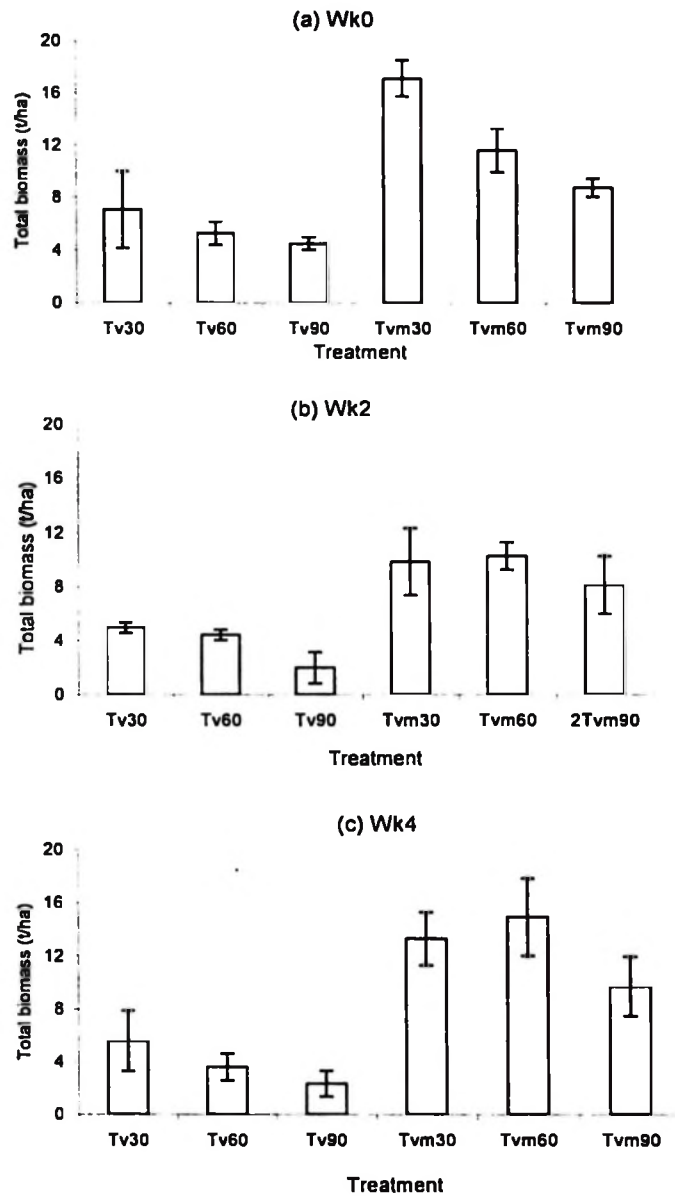 (a) Wk0
Total biomass (t/ha)
20
16
12
8
4
0
Tv30 Tv60 Tv90 Tvm30 Tvm60 Tvm90
Treatment
(b) Wk2
Total biomass (t/ha)
20
16
12
8
4
0
Tv30 Tv60 Tv90 Tvm30 Tvm60 2Tvm90
Treatment
(c) Wk4
Total biomass (t/ha)
20
16
12
8
4
0
Tv30 Tv60 Tv90 Tvm30 Tvm60 Tvm90
Treatment